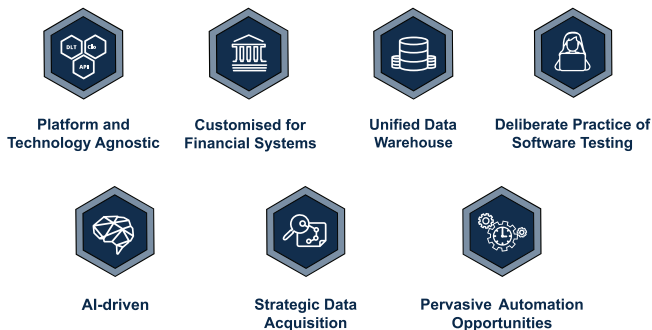 DLT
Clio
API
Platform and
Technology Agnostic
Customised for
Financial Systems
Unified Data
Warehouse
Deliberate Practice of
Software Testing
AI-driven
Strategic Data
Acquisition
Pervasive Automation
Opportunities